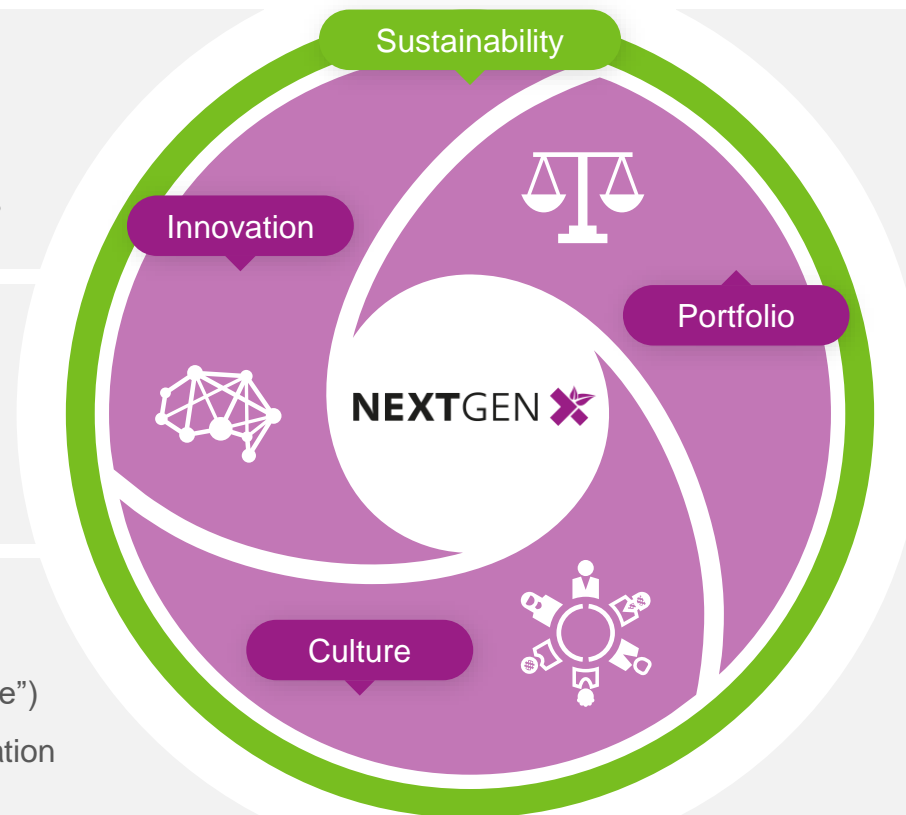 Sustainability
Innovation
Portfolio
NEXTGEN
Culture
e”)
ation